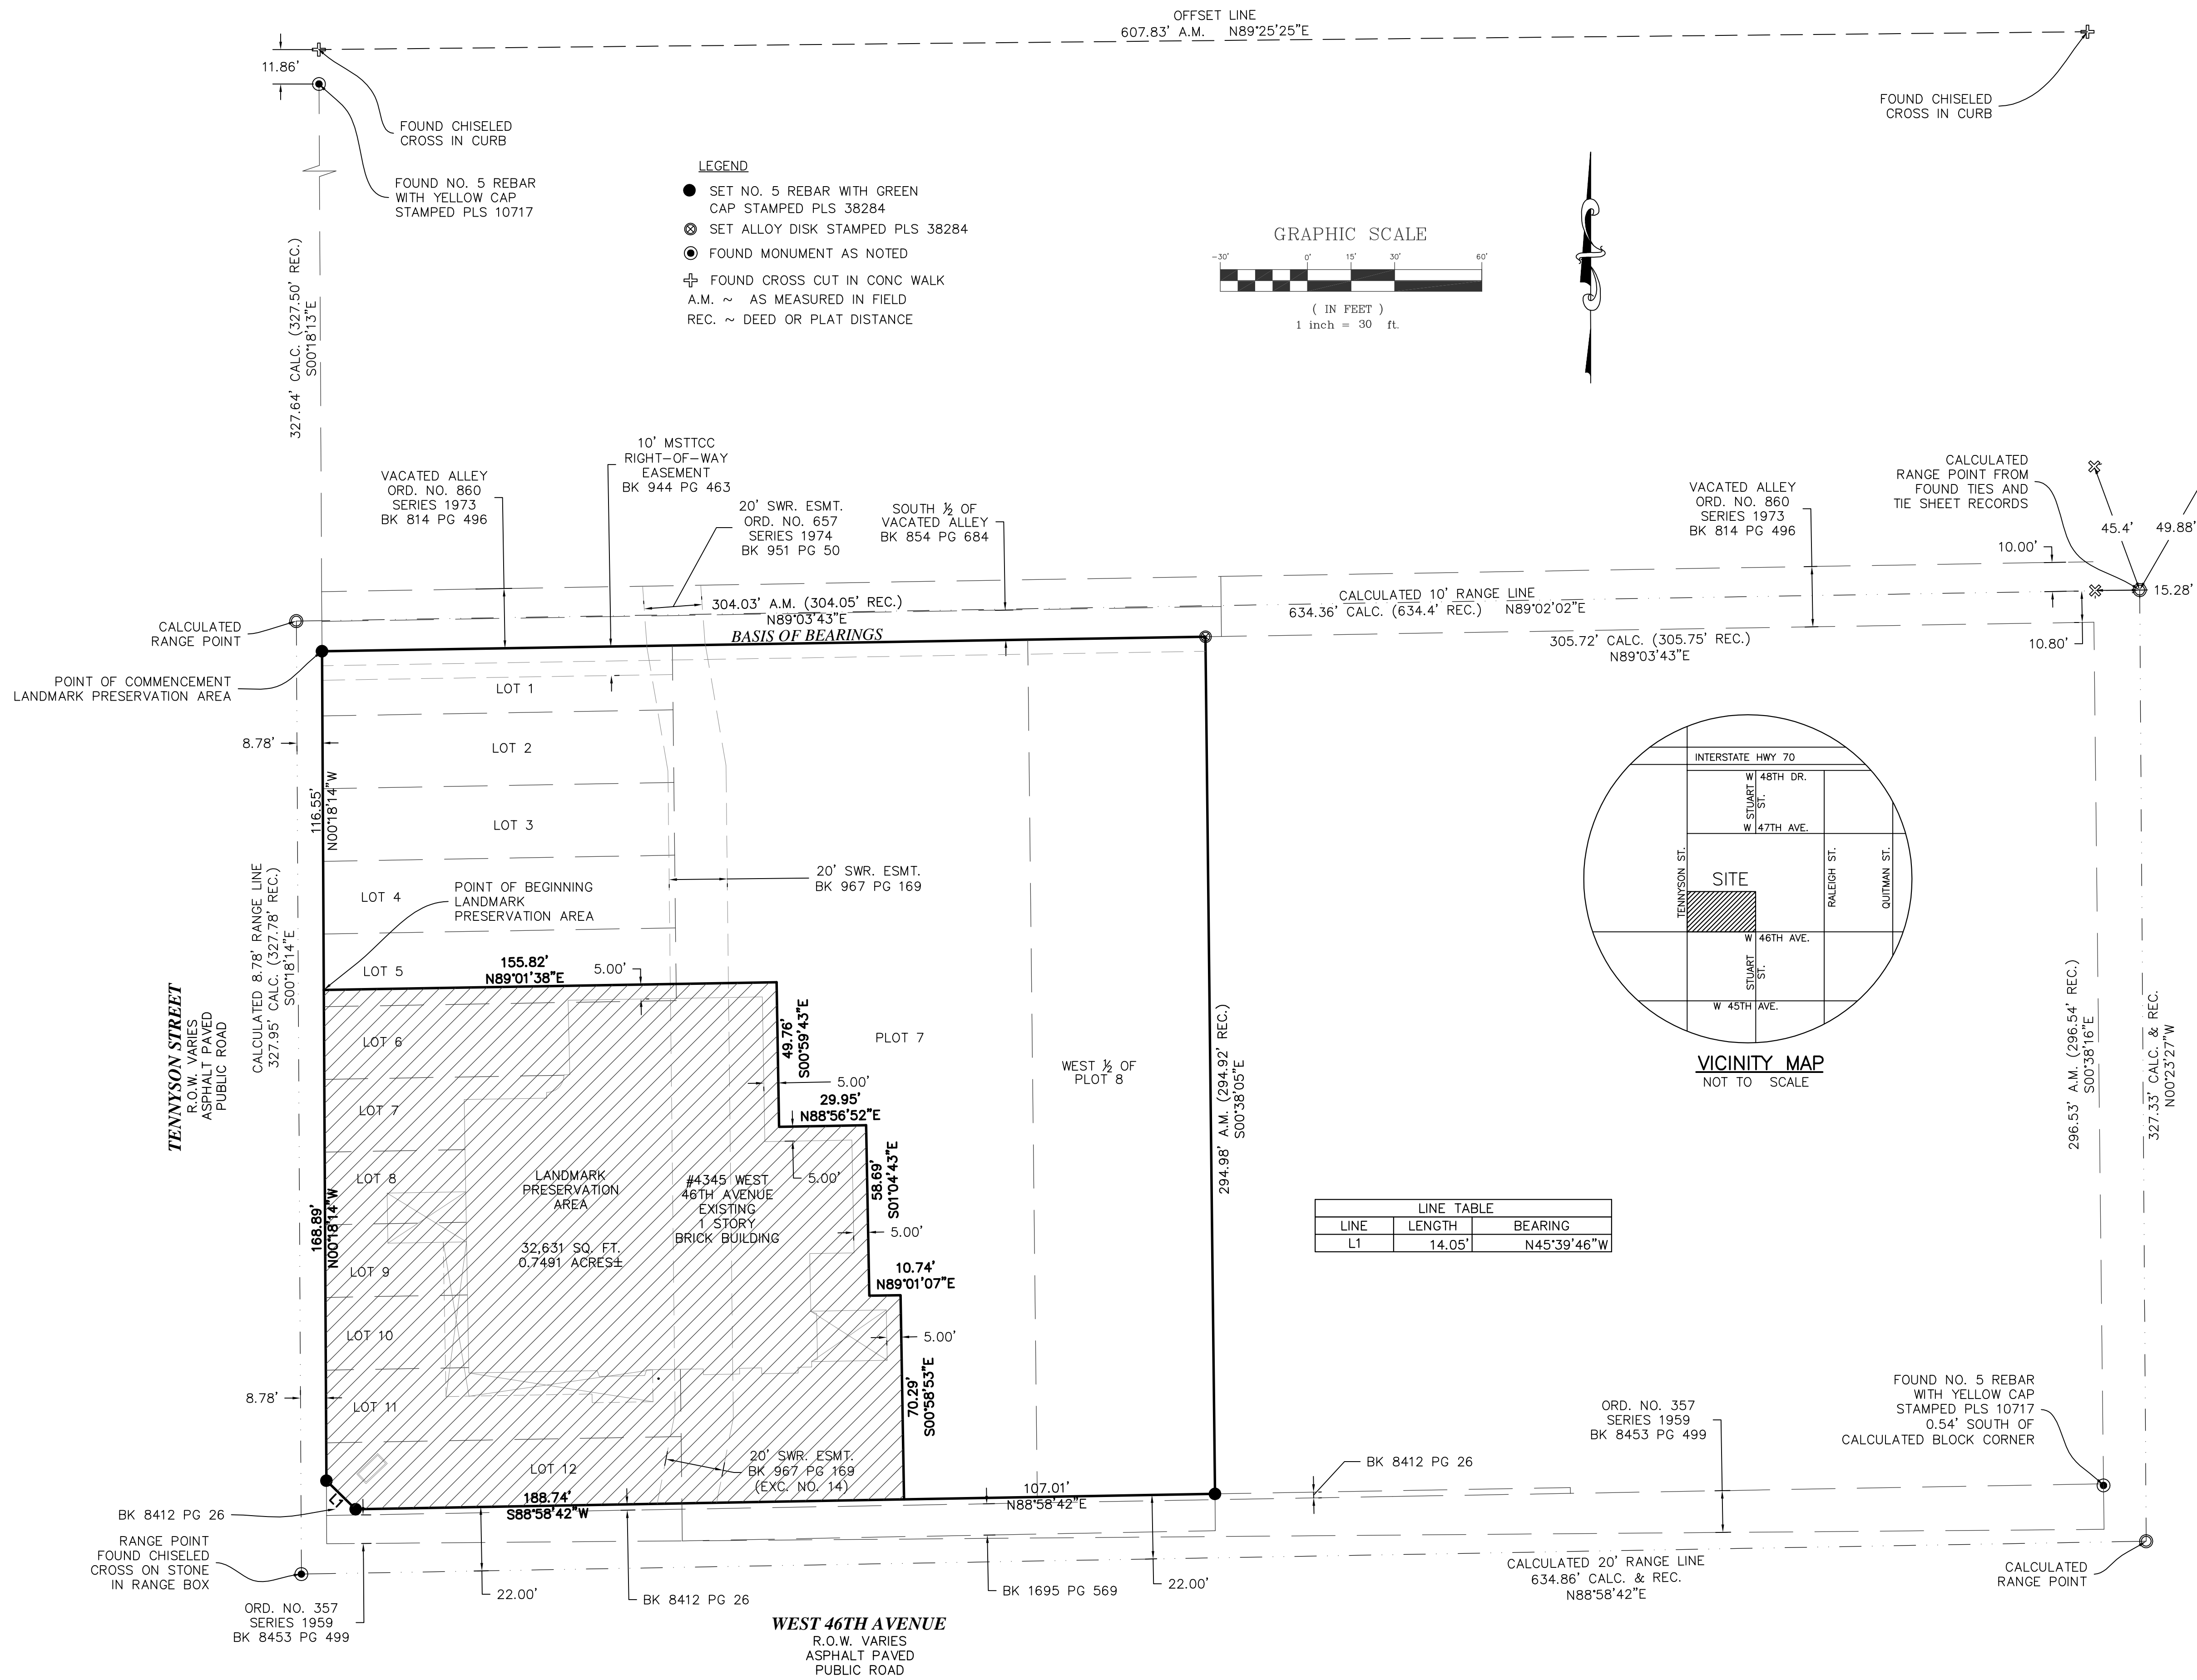 OFFSET LINE
607.83' A.M. N89°25'25"E
11.86'
FOUND CHISELED
CROSS IN CURB
FOUND CHISELED
CROSS IN CURB
FOUND NO. 5 REBAR
WITH YELLOW CAP
STAMPED PLS 10717
LEGEND
SET NO. 5 REBAR WITH GREEN
CAP STAMPED PLS 38284
SET ALLOY DISK STAMPED PLS 38284
FOUND MONUMENT AS NOTED
FOUND CROSS CUT IN CONC WALK
A.M. ~ AS MEASURED IN FIELD
REC. ~ DEED OR PLAT DISTANCE
GRAPHIC SCALE
-30' 0' 15' 30' 60'
( IN FEET )
1 inch = 30 ft.
327.64' CALC. (327.50' REC.)
S00°18'13"E
VACATED ALLEY
ORD. NO. 860
SERIES 1973
BK 814 PG 496
10' MSTTCC
RIGHT-OF-WAY
EASEMENT
BK 944 PG 463
20' SWR. ESMT.
ORD. NO. 657
SERIES 1974
BK 951 PG 50
SOUTH ½ OF
VACATED ALLEY
BK 854 PG 684
VACATED ALLEY
ORD. NO. 860
SERIES 1973
BK 814 PG 496
CALCULATED
RANGE POINT FROM
FOUND TIES AND
TIE SHEET RECORDS
45.4'
49.88'
10.00'
15.28'
10.80'
CALCULATED 10' RANGE LINE
634.36' CALC. (634.4' REC.) N89°02'02"E
304.03' A.M. (304.05' REC.)
N89°03'43"E
BASIS OF BEARINGS
305.72' CALC. (305.75' REC.)
N89°03'43"E
CALCULATED
RANGE POINT
POINT OF COMMENCEMENT
LANDMARK PRESERVATION AREA
8.78'
LOT 1
LOT 2
LOT 3
LOT 4
LOT 5
116.55'
N00°18'14"W
CALCULATED 8.78' RANGE LINE
327.95' CALC. (327.78' REC.)
S00°18'14"E
POINT OF BEGINNING
LANDMARK
PRESERVATION AREA
20' SWR. ESMT.
BK 967 PG 169
155.82'
N89°01'38"E
5.00'
49.76'
S00°59'43"E
5.00'
29.95'
N88°56'52"E
5.00'
58.69'
S01°04'43"E
5.00'
10.74'
N89°01'07"E
5.00'
70.29'
S00°58'53"E
PLOT 7
WEST ½ OF
PLOT 8
294.98' A.M. (294.92' REC.)
S00°38'05"E
TENNYSON STREET
R.O.W. VARIES
ASPHALT PAVED
PUBLIC ROAD
LOT 6
LOT 7
LOT 8
LOT 9
LOT 10
LOT 11
LOT 12
LANDMARK
PRESERVATION
AREA
32,631 SQ. FT.
0.7491 ACRES±
#4345 WEST
46TH AVENUE
EXISTING
1 STORY
BRICK BUILDING
168.89'
N00°18'14"W
8.78'
INTERSTATE HWY 70
W 48TH DR.
STUART
ST.
W 47TH AVE.
TENNYSON ST.
SITE
RALEIGH ST.
QUITMAN ST.
W 46TH AVE.
STUART
ST.
W 45TH AVE.
VICINITY MAP
NOT TO SCALE
LINE TABLE
LINE LENGTH BEARING
L1 14.05' N45°39'46"W
296.53' A.M. (296.54' REC.)
S00°38'16"E
327.33' CALC. & REC.
N00°23'27"W
FOUND NO. 5 REBAR
WITH YELLOW CAP
STAMPED PLS 10717
0.54' SOUTH OF
CALCULATED BLOCK CORNER
ORD. NO. 357
SERIES 1959
BK 8453 PG 499
BK 8412 PG 26
20' SWR. ESMT.
BK 967 PG 169
(EXC. NO. 14)
L1
188.74'
S88°58'42"W
107.01'
N88°58'42"E
BK 8412 PG 26
RANGE POINT
FOUND CHISELED
CROSS ON STONE
IN RANGE BOX
ORD. NO. 357
SERIES 1959
BK 8453 PG 499
22.00'
BK 8412 PG 26
BK 1695 PG 569
22.00'
CALCULATED 20' RANGE LINE
634.86' CALC. & REC.
N88°58'42"E
CALCULATED
RANGE POINT
WEST 46TH AVENUE
R.O.W. VARIES
ASPHALT PAVED
PUBLIC ROAD